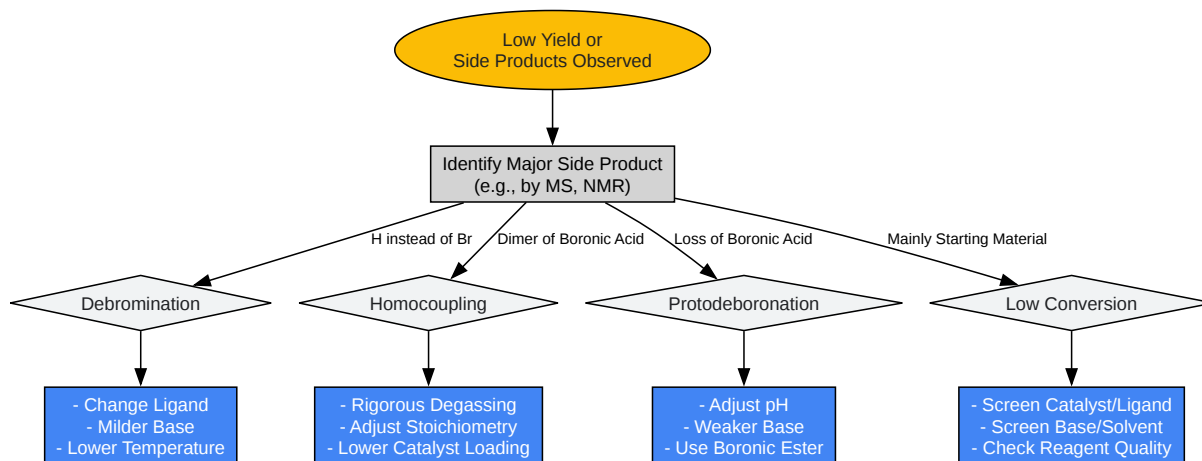 Low Yield or
Side Products Observed
Identify Major Side Product
(e.g., by MS, NMR)
H instead of Br
Dimer of Boronic Acid
Loss of Boronic Acid
Mainly Starting Material
Debromination
Homocoupling
Protodeboronation
Low Conversion
- Change Ligand
- Milder Base
- Lower Temperature
- Rigorous Degassing
- Adjust Stoichiometry
- Lower Catalyst Loading
- Adjust pH
- Weaker Base
- Use Boronic Ester
- Screen Catalyst/Ligand
- Screen Base/Solvent
- Check Reagent Quality